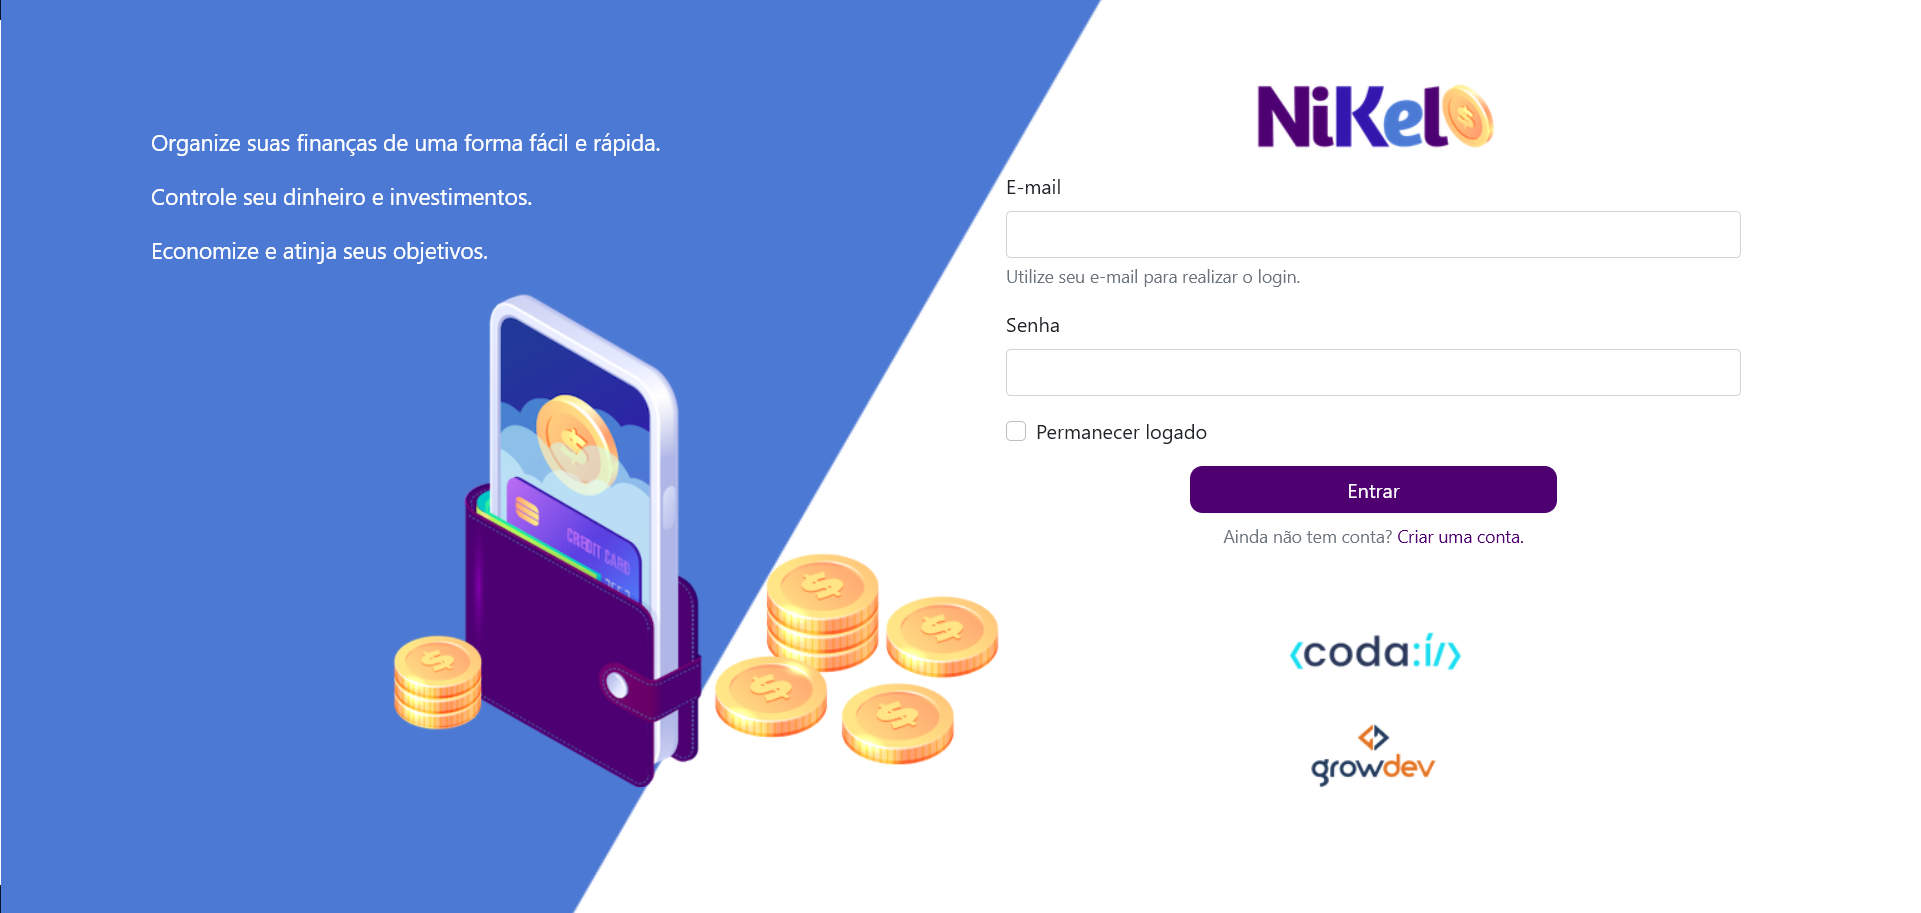 Organize suas finanças de uma forma fácil e rápida.
Controle seu dinheiro e investimentos.
Economize e atinja seus objetivos.
CREDIT CARD
NiKel
E-mail
Utilize seu e-mail para realizar o login.
Senha
Permanecer logado
Entrar
Ainda não tem conta? Criar uma conta.
<coda:í/>
growdev